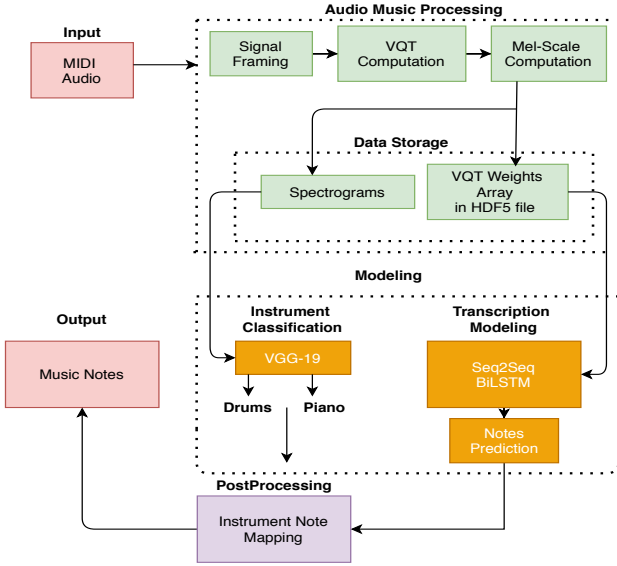 Audio Music Processing
Input
MIDI
Audio
Signal
Framing
VQT
Computation
Mel-Scale
Computation
Data Storage
Spectrograms
VQT Weights
Array
in HDF5 file
Modeling
Output
Music Notes
Instrument
Classification
VGG-19
Drums
Piano
Transcription
Modeling
Seq2Seq
BiLSTM
Notes
Prediction
PostProcessing
Instrument Note
Mapping